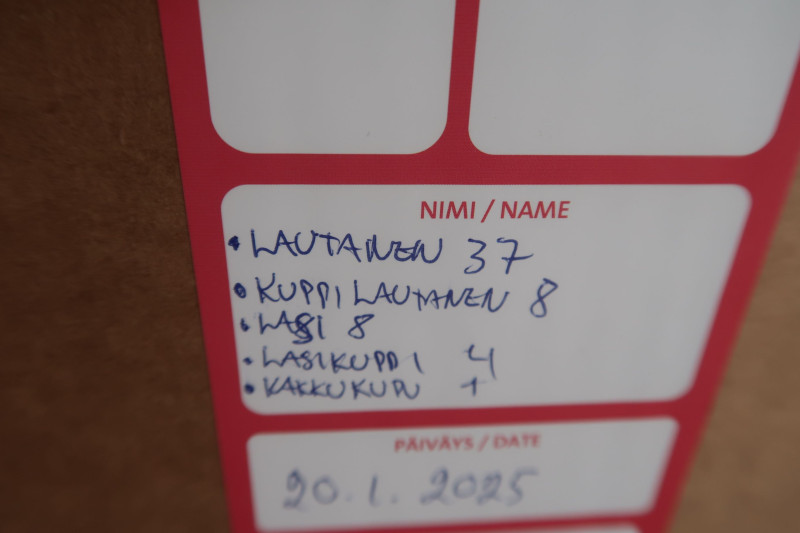 NIMI / NAME
• LAUTANEN 37
• KUPPILAUTANEN 8
• LASI 8
• LASIKUPPI 4
• KAKKUKUPU 1
PÄIVÄYS / DATE
20.1.2025